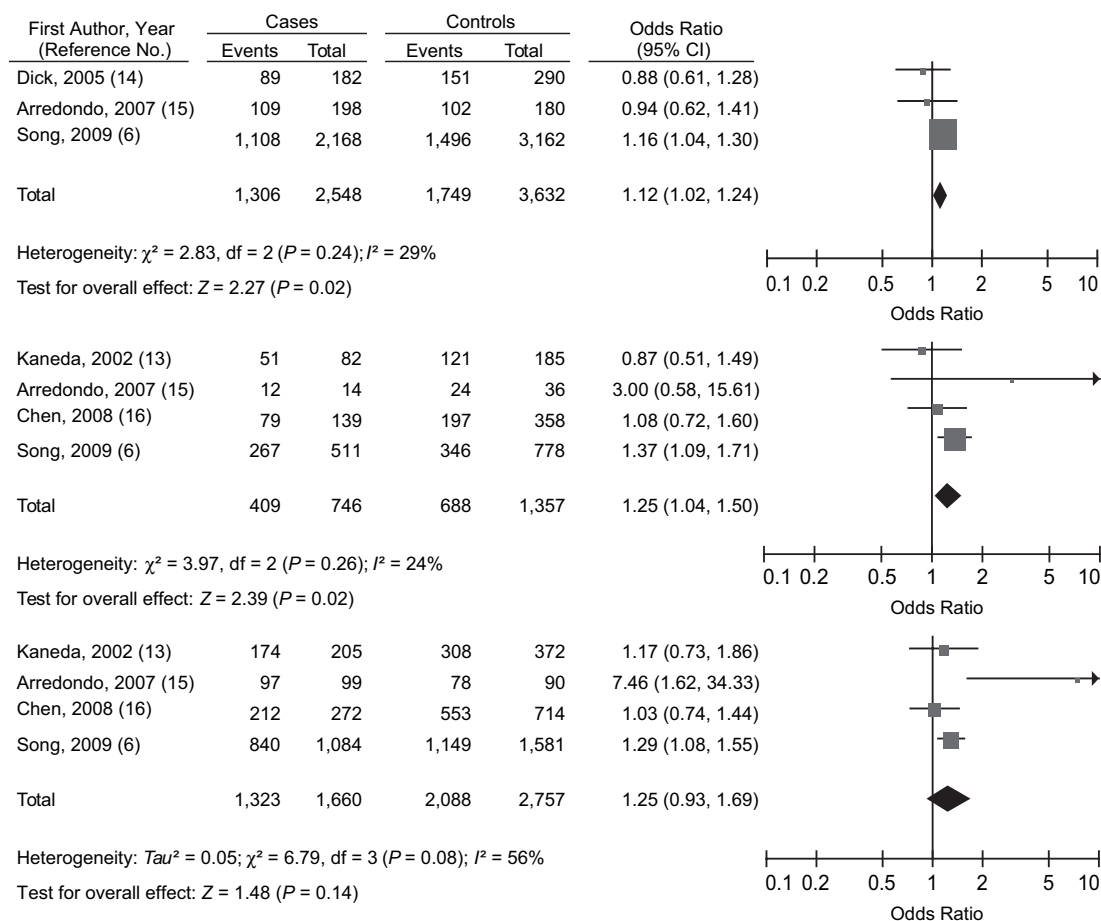 First Author, Year (Reference No.) Cases Controls Odds Ratio (95% CI)
Events Total Events Total
Dick, 2005 (14) 89 182 151 290 0.88 (0.61, 1.28)
Arredondo, 2007 (15) 109 198 102 180 0.94 (0.62, 1.41)
Song, 2009 (6) 1,108 2,168 1,496 3,162 1.16 (1.04, 1.30)
Total 1,306 2,548 1,749 3,632 1.12 (1.02, 1.24)
Heterogeneity: χ² = 2.83, df = 2 (P = 0.24); I² = 29%
Test for overall effect: Z = 2.27 (P = 0.02)
0.1 0.2 0.5 1 2 5 10
Odds Ratio
Kaneda, 2002 (13) 51 82 121 185 0.87 (0.51, 1.49)
Arredondo, 2007 (15) 12 14 24 36 3.00 (0.58, 15.61)
Chen, 2008 (16) 79 139 197 358 1.08 (0.72, 1.60)
Song, 2009 (6) 267 511 346 778 1.37 (1.09, 1.71)
Total 409 746 688 1,357 1.25 (1.04, 1.50)
Heterogeneity: χ² = 3.97, df = 2 (P = 0.26); I² = 24%
Test for overall effect: Z = 2.39 (P = 0.02)
0.1 0.2 0.5 1 2 5 10
Odds Ratio
Kaneda, 2002 (13) 174 205 308 372 1.17 (0.73, 1.86)
Arredondo, 2007 (15) 97 99 78 90 7.46 (1.62, 34.33)
Chen, 2008 (16) 212 272 553 714 1.03 (0.74, 1.44)
Song, 2009 (6) 840 1,084 1,149 1,581 1.29 (1.08, 1.55)
Total 1,323 1,660 2,088 2,757 1.25 (0.93, 1.69)
Heterogeneity: Tau² = 0.05; χ² = 6.79, df = 3 (P = 0.08); I² = 56%
Test for overall effect: Z = 1.48 (P = 0.14)
0.1 0.2 0.5 1 2 5 10
Odds Ratio